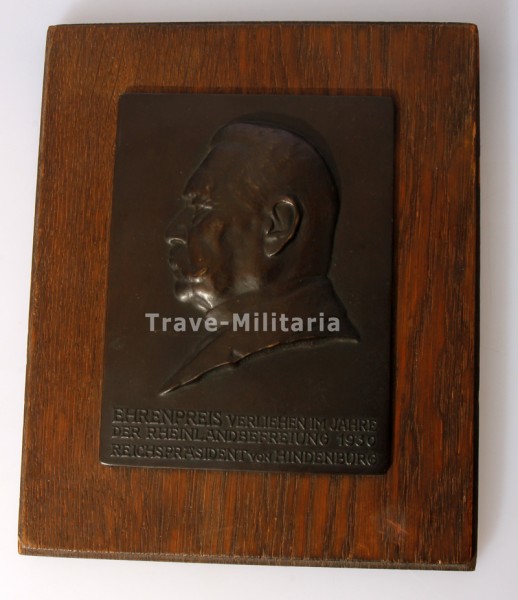 Trave-Militaria
EHRENPREIS VERLIEHEN IM JAHRE
DER RHEINLANDBEFREIUNG 1930
REICHSPRÄSIDENT VON HINDENBURG